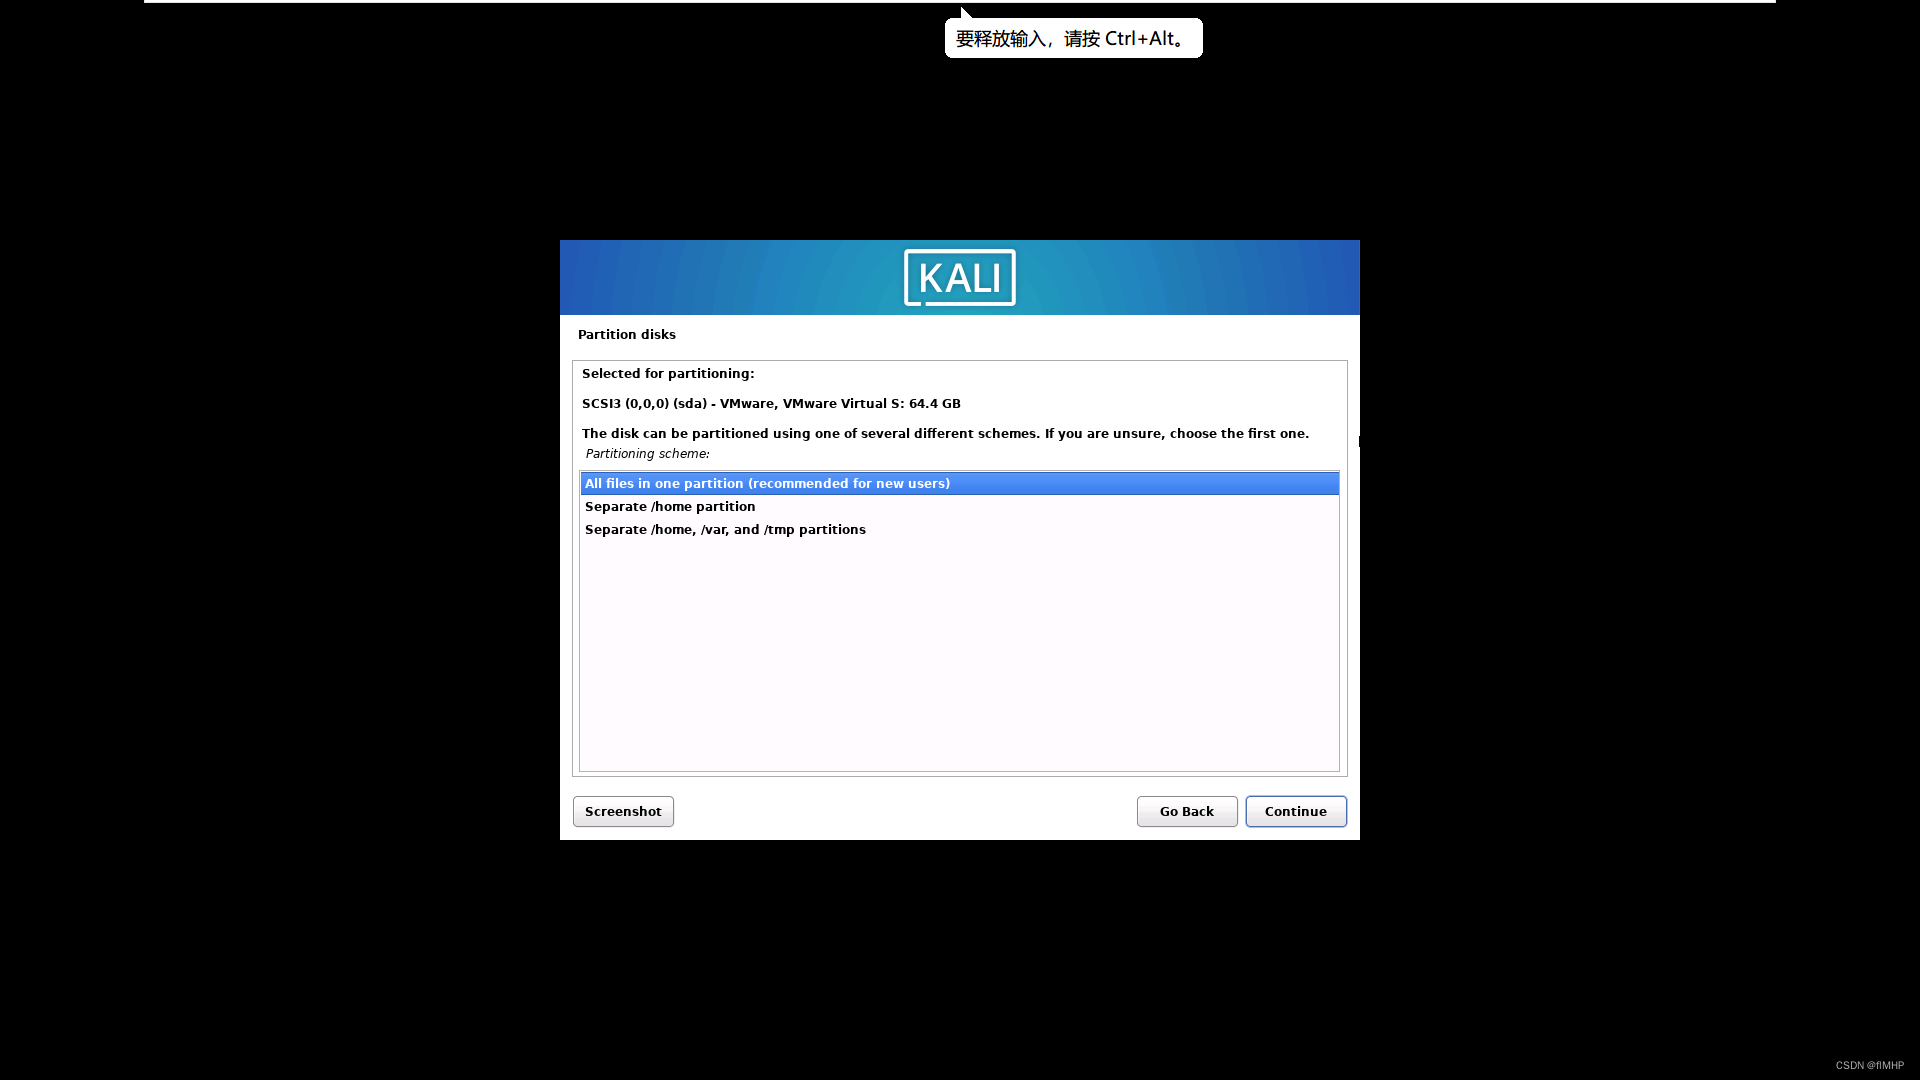 要释放输入，请按 Ctrl+Alt。
KALI
Partition disks
Selected for partitioning:
SCSI3 (0,0,0) (sda) - VMware, VMware Virtual S: 64.4 GB
The disk can be partitioned using one of several different schemes. If you are unsure, choose the first one.
Partitioning scheme:
All files in one partition (recommended for new users)
Separate /home partition
Separate /home, /var, and /tmp partitions
Screenshot
Go Back
Continue
CSDN @flMHP